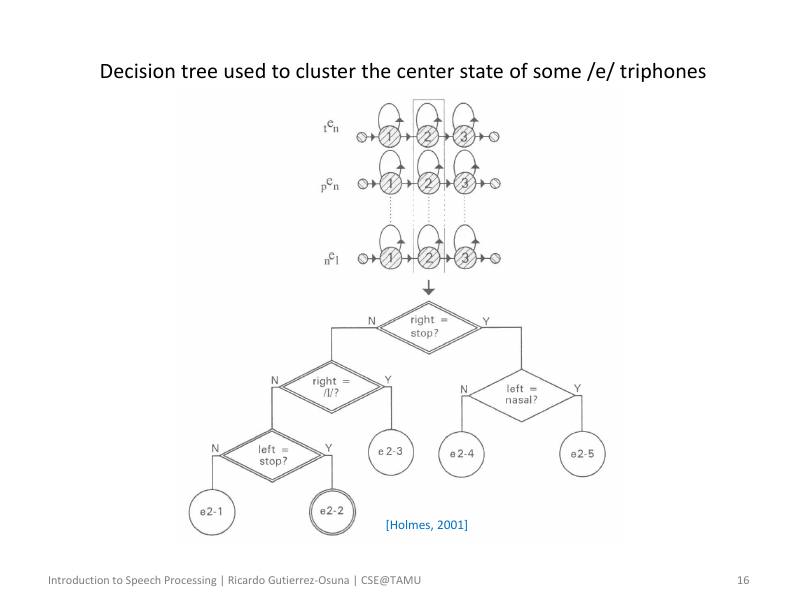 Decision tree used to cluster the center state of some /e/ triphones
ten
1 2 3
pen
1 2 3
nel
1 2 3
N right = stop? Y
N right = /l/? Y
N left = nasal? Y
N left = stop? Y
e2-3
e2-4
e2-5
e2-1
e2-2
[Holmes, 2001]
Introduction to Speech Processing | Ricardo Gutierrez-Osuna | CSE@TAMU
16